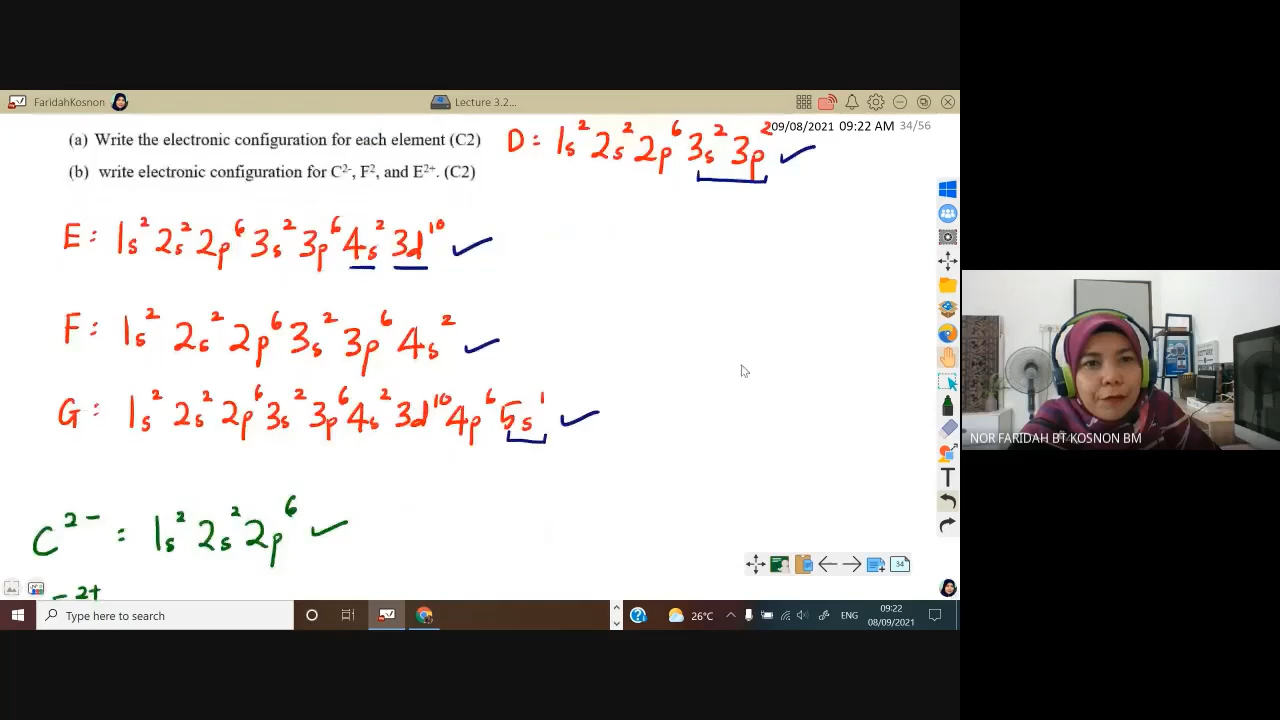 FaridahKosnon
Lecture 3.2...
09/08/2021 09:22 AM 34/56
(a) Write the electronic configuration for each element (C2)
D = 1s² 2s² 2p⁶ 3s² 3p²
(b) write electronic configuration for C²⁻, F², and E²⁺. (C2)
E : 1s² 2s² 2p⁶ 3s² 3p⁶ 4s² 3d¹⁰
F : 1s² 2s² 2p⁶ 3s² 3p⁶ 4s²
G : 1s² 2s² 2p⁶ 3s² 3p⁶ 4s² 3d¹⁰ 4p⁶ 5s¹
NOR FARIDAH BT KOSNON BM
C²⁻ : 1s² 2s² 2p⁶
2+
34
Type here to search
26°C
ENG
09:22
08/09/2021